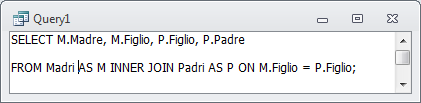 Query1
SELECT M.Madre, M.Figlio, P.Figlio, P.Padre
FROM Madri AS M INNER JOIN Padri AS P ON M.Figlio = P.Figlio;